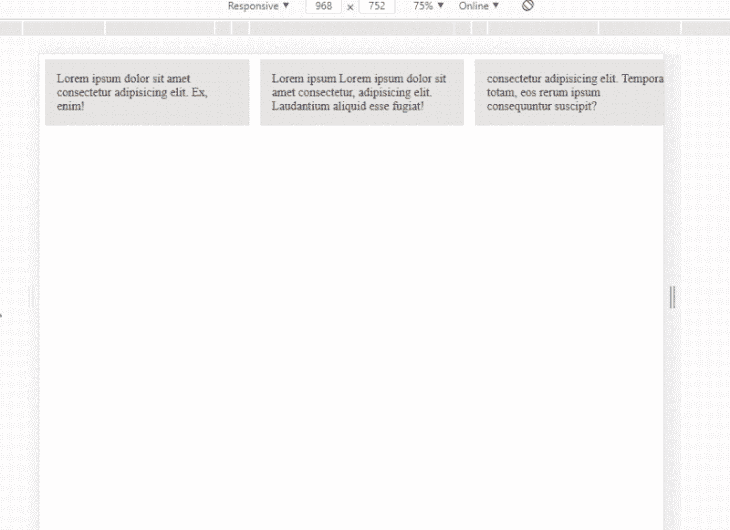 Responsive ▼ 968 x 752 75% ▼ Online ▼
Lorem ipsum dolor sit amet
consectetur adipisicing elit. Ex,
enim!
Lorem ipsum Lorem ipsum dolor sit
amet consectetur, adipisicing elit.
Laudantium aliquid esse fugiat!
consectetur adipisicing elit. Tempora
totam, eos rerum ipsum
consequuntur suscipit?